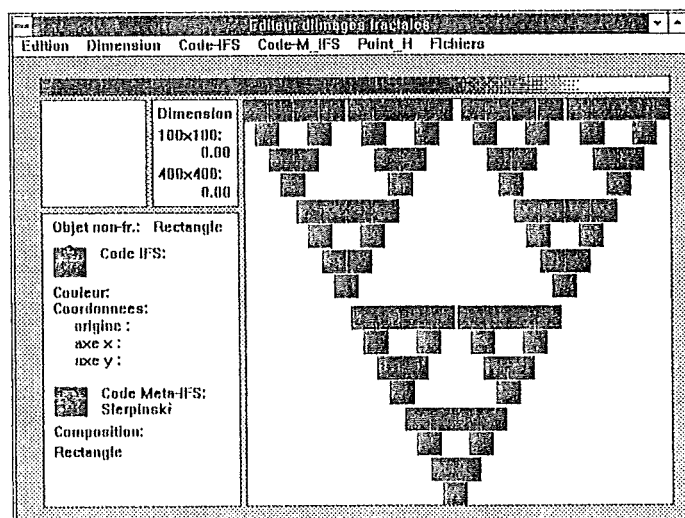 Editeur d'images fractales
Edition Dimension Code-IFS Code-M_IFS Point_H Fichiers
Dimension
100x100:
0.00
400x400:
0.00
Objet non-fr.: Rectangle
Code IFS:
Couleur:
Coordonnees:
origine :
axe x :
axe y :
Code Meta-IFS:
Sierpinski
Composition:
Rectangle